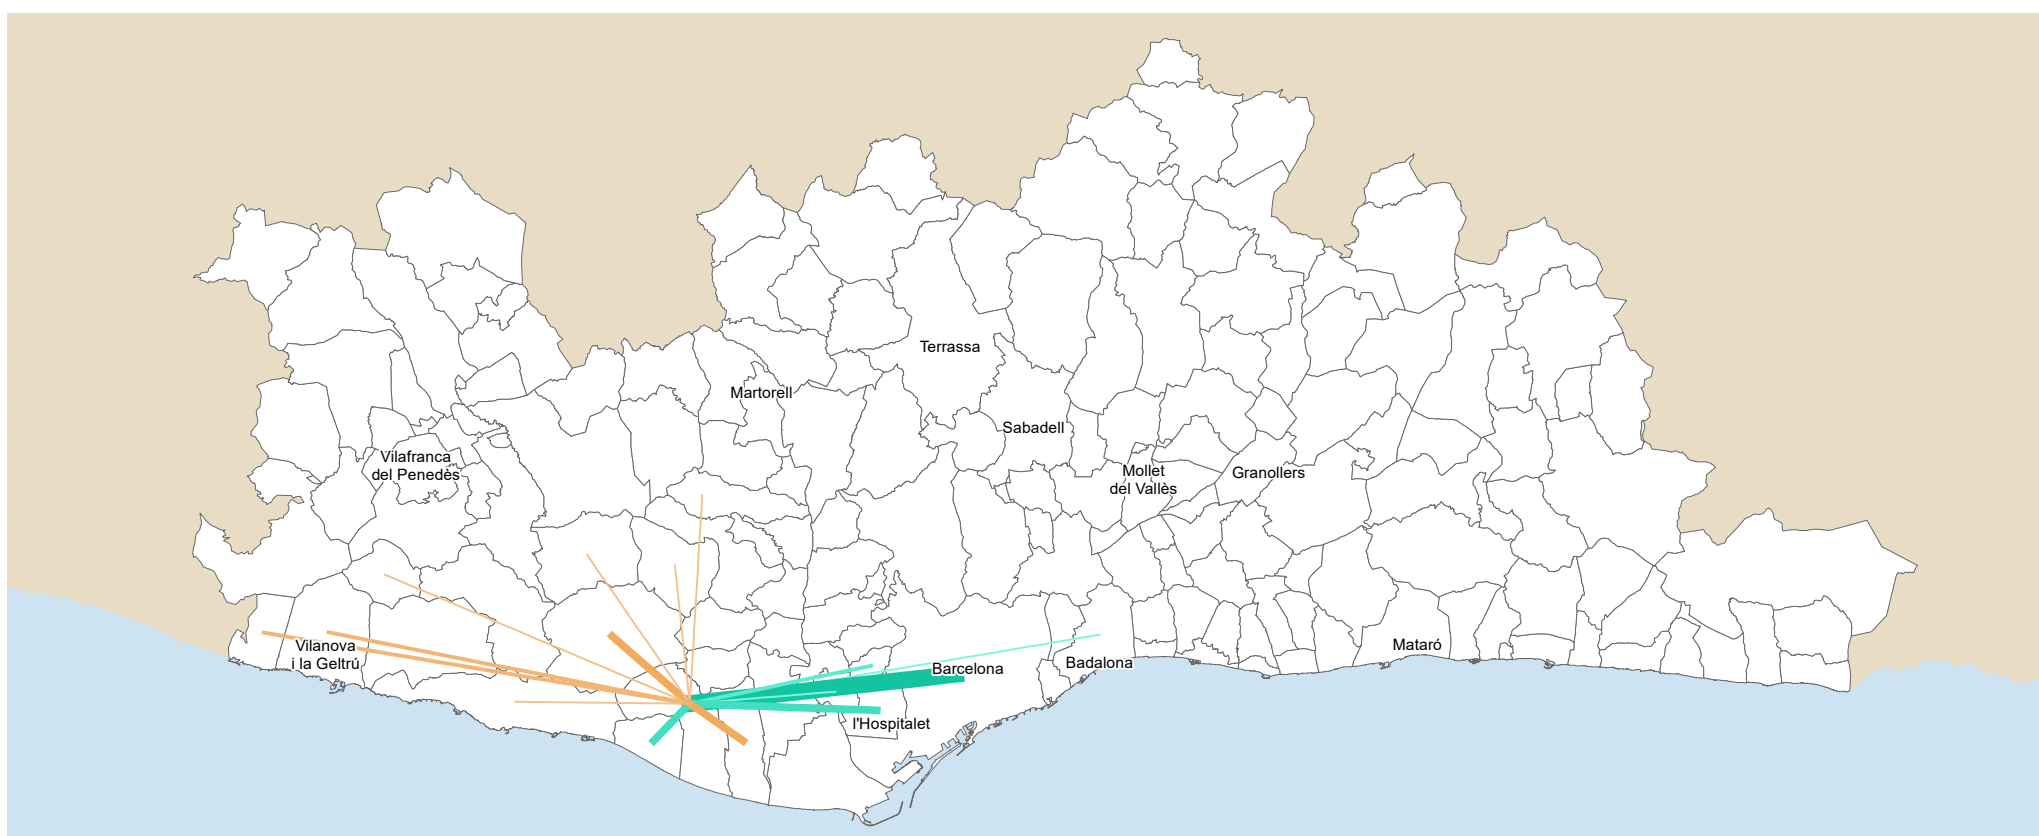 Terrassa
Martorell
Sabadell
Vilafranca
del Penedès
Mollet
del Vallès
Granollers
Vilanova
i la Geltrú
Barcelona
Badalona
Mataró
l'Hospitalet